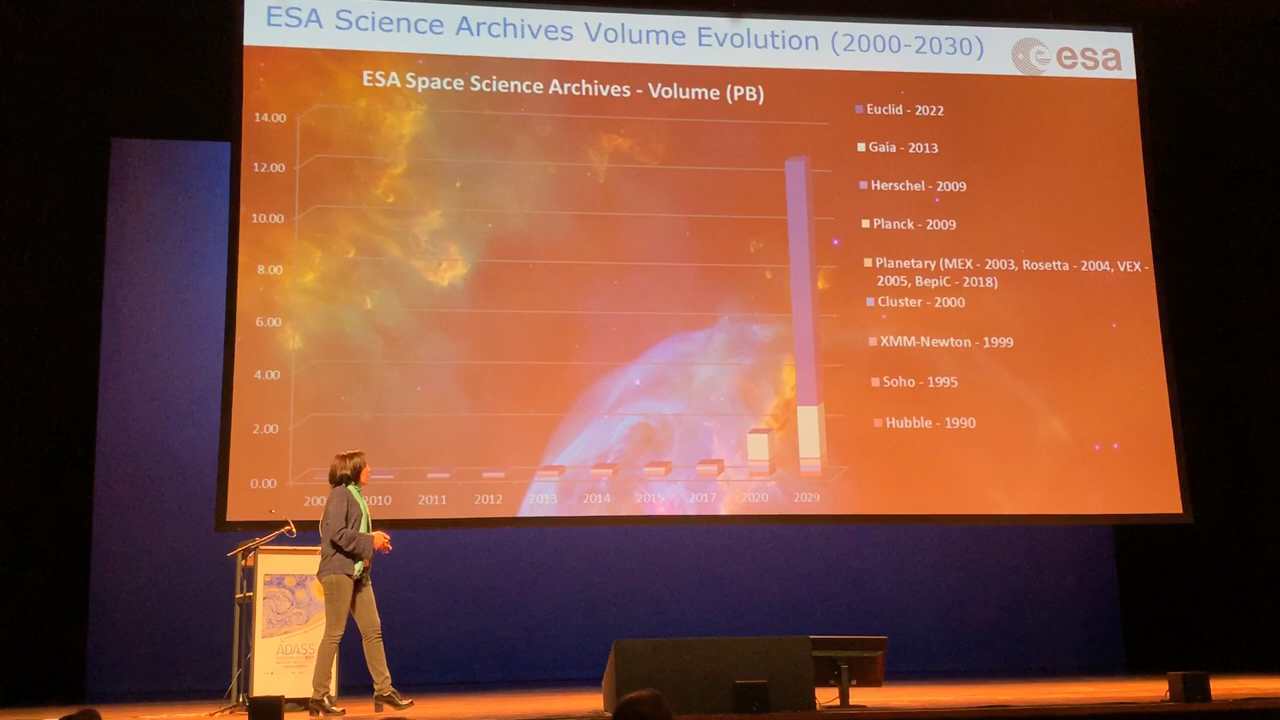 ESA Science Archives Volume Evolution (2000-2030)
esa
ESA Space Science Archives - Volume (PB)
14.00
12.00
10.00
8.00
6.00
4.00
2.00
0.00
200 2010 2011 2012 2013 2014 2015 2017 2020 2029
Euclid - 2022
Gaia - 2013
Herschel - 2009
Planck - 2009
Planetary (MEX - 2003, Rosetta - 2004, VEX -
2005, BepiC - 2018)
Cluster - 2000
XMM-Newton - 1999
Soho - 1995
Hubble - 1990
ADASS